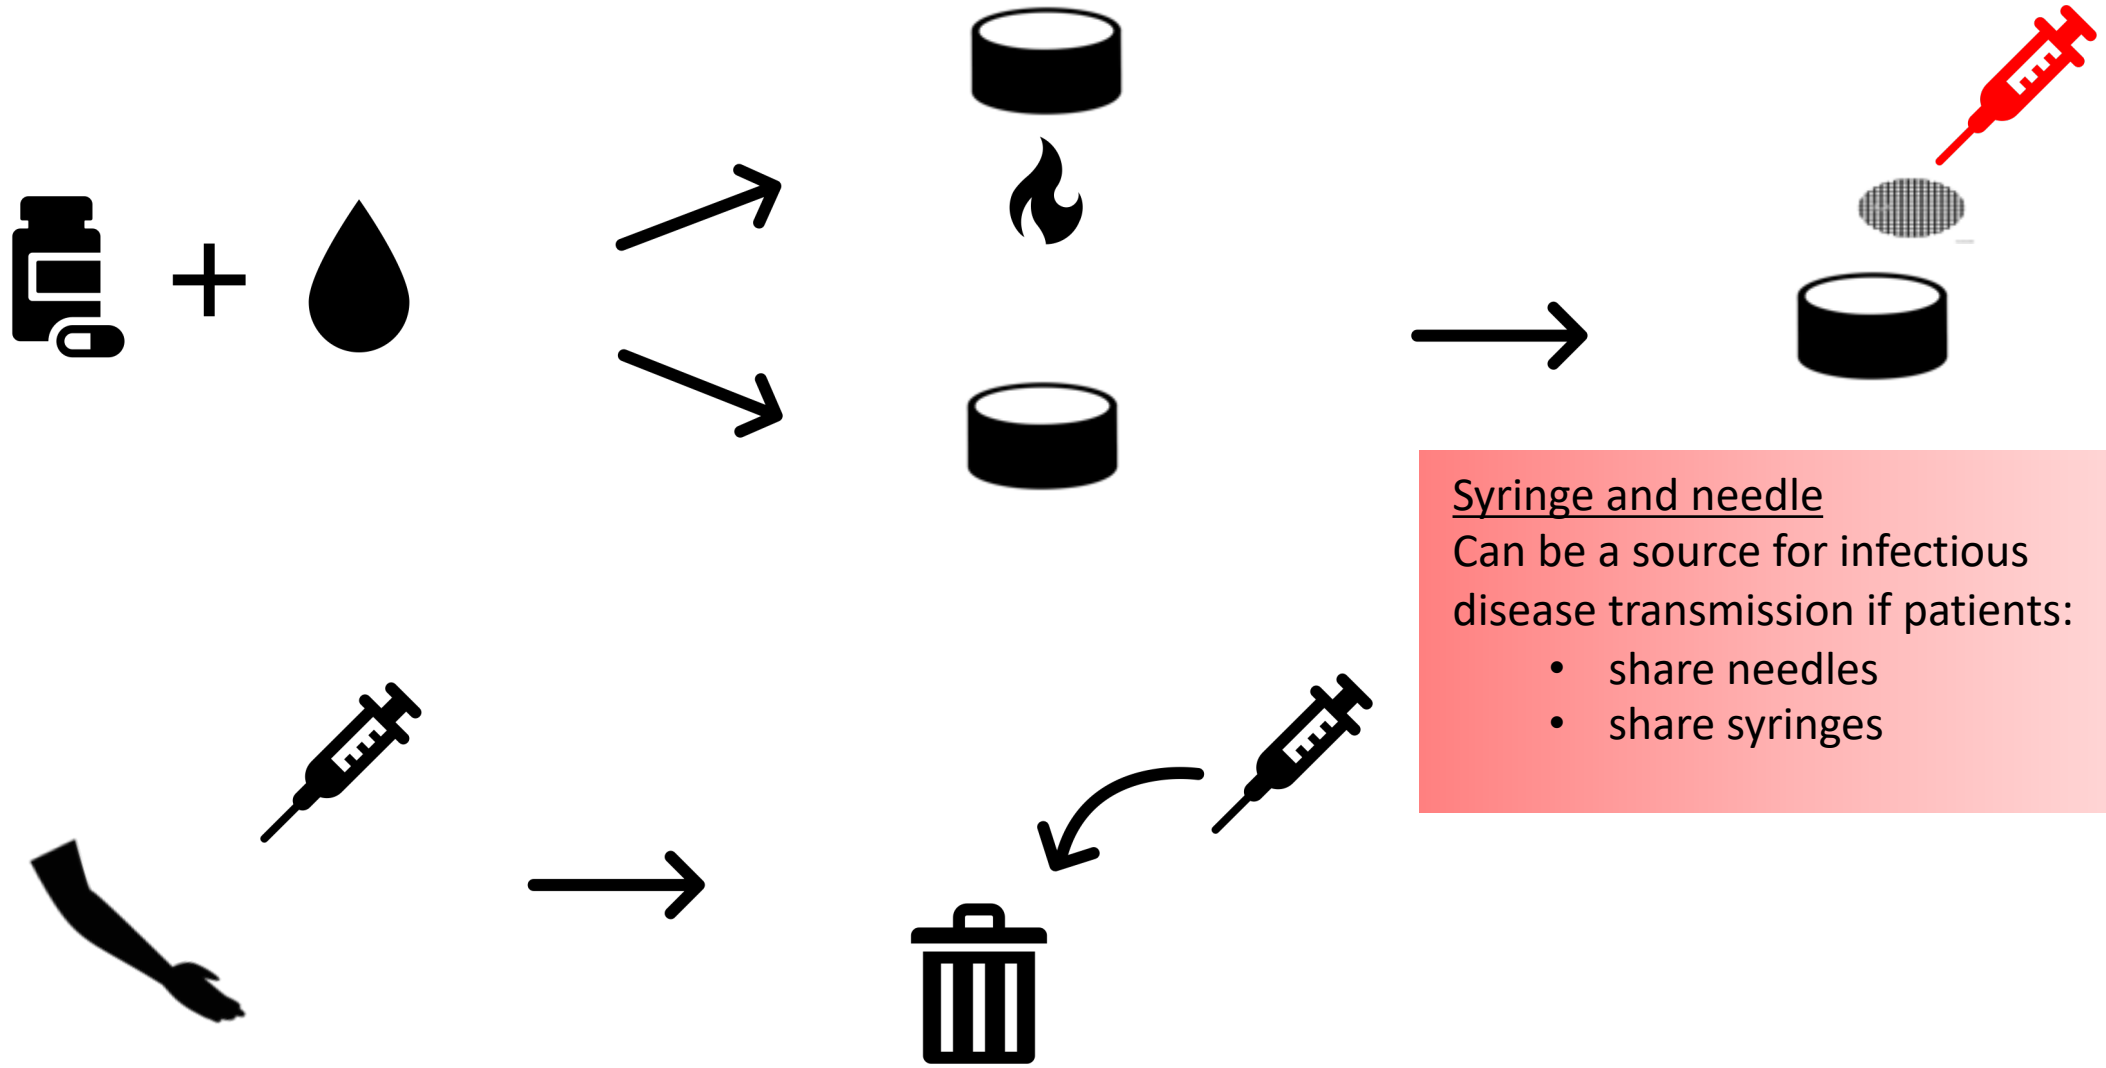 Syringe and needle
Can be a source for infectious
disease transmission if patients:
• share needles
• share syringes